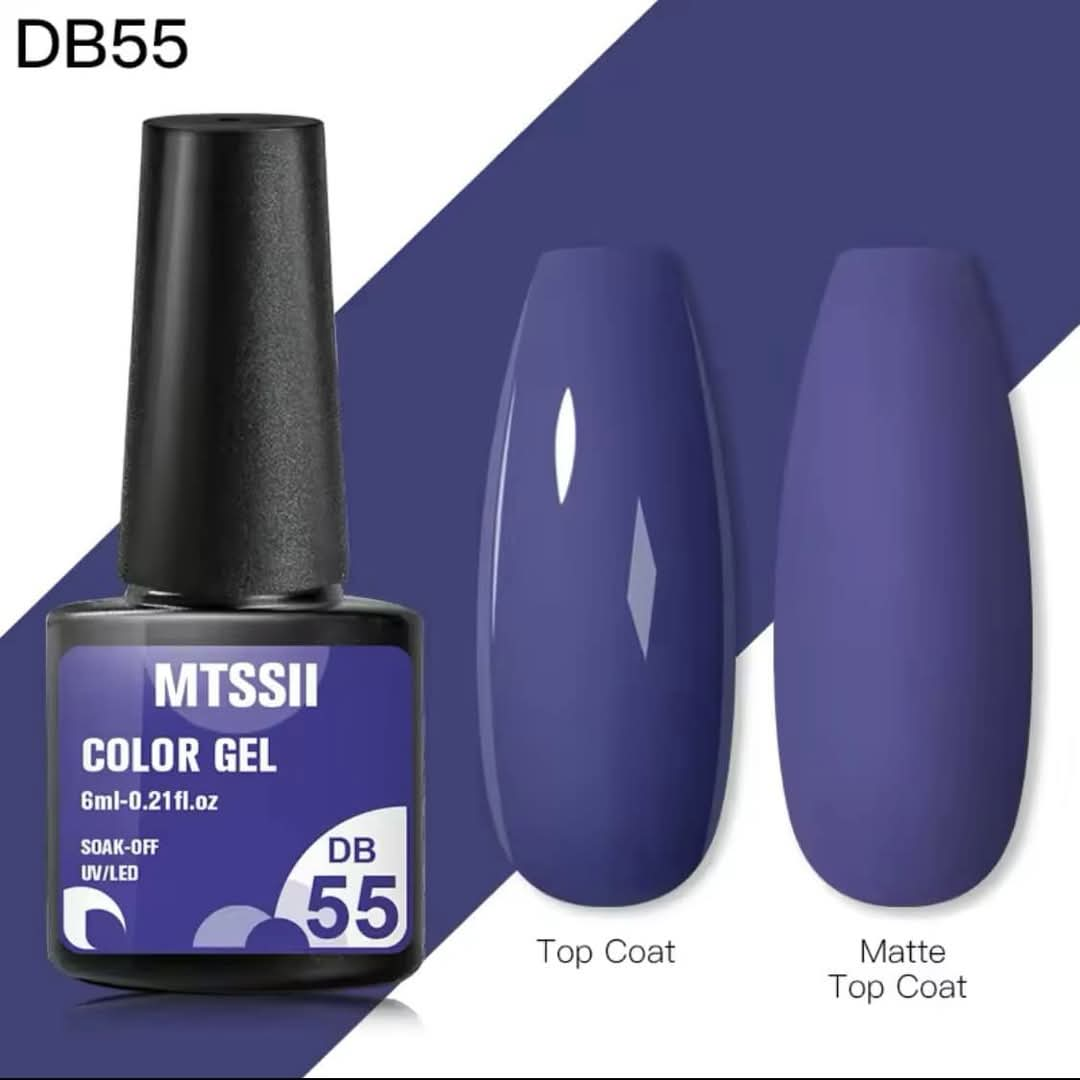 DB55
MTSSII
COLOR GEL
6ml-0.21fl.oz
SOAK-OFF
UV/LED
DB
55
Top Coat
Matte
Top Coat